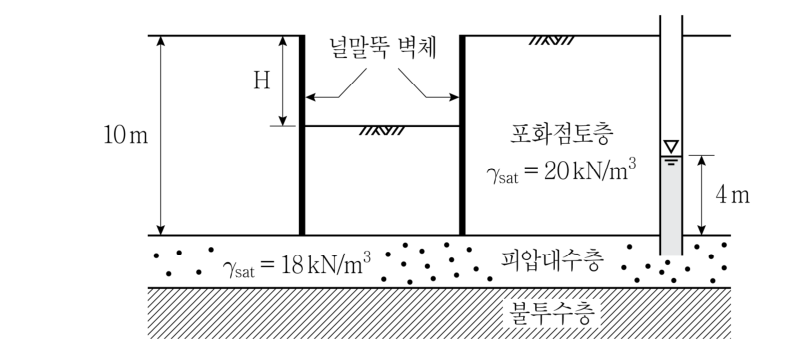 널말뚝 벽체
H
10 m
포화점토층
γsat = 20 kN/m³
4 m
γsat = 18 kN/m³
피압대수층
불투수층